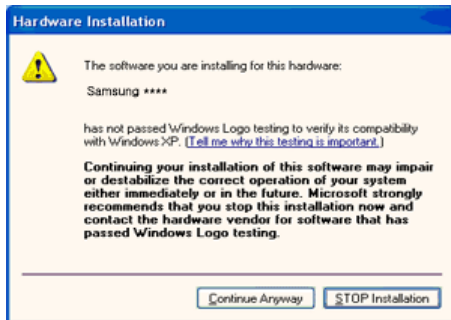 Hardware Installation
The software you are installing for this hardware:
Samsung ****
has not passed Windows Logo testing to verify its compatibility
with Windows XP. (Tell me why this testing is important.)
Continuing your installation of this software may impair
or destabilize the correct operation of your system
either immediately or in the future. Microsoft strongly
recommends that you stop this installation now and
contact the hardware vendor for software that has
passed Windows Logo testing.
Continue Anyway STOP Installation